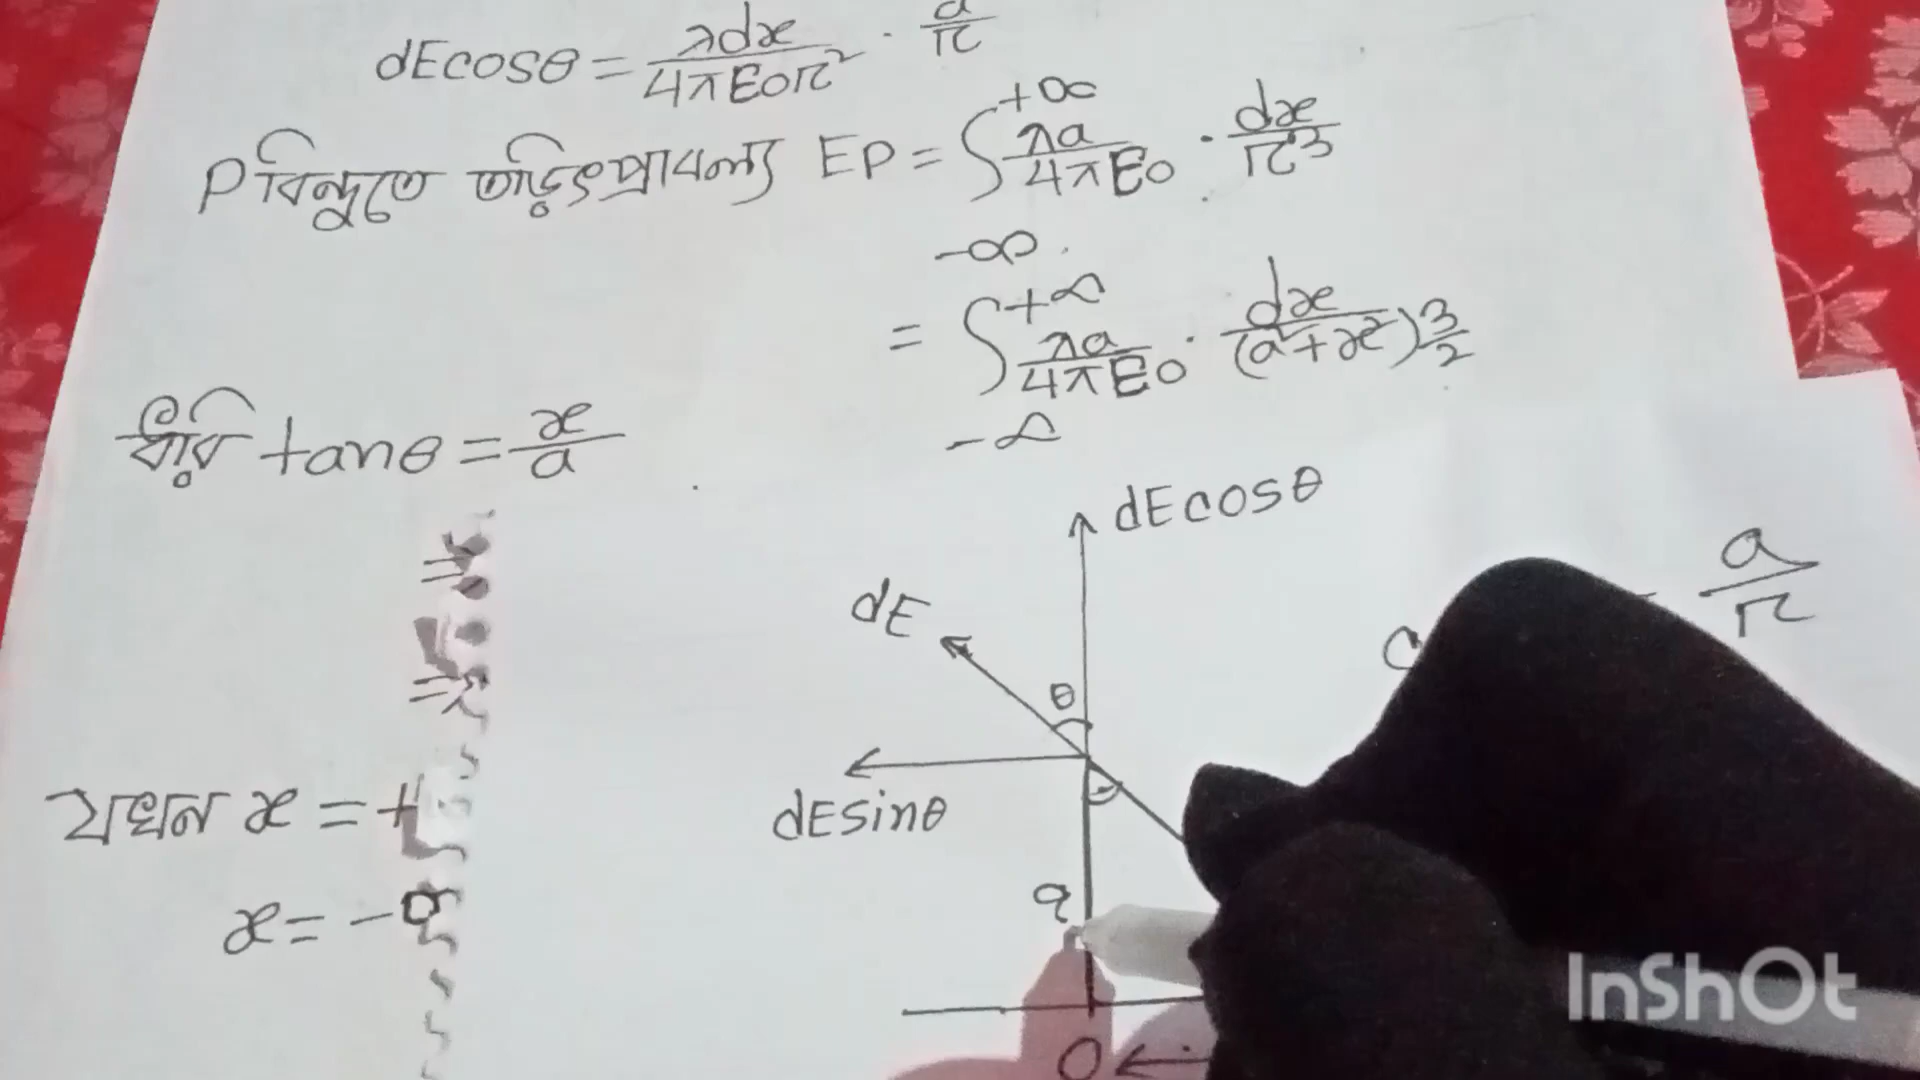 dEcosθ = λdx/4πε0r² · a/r
P বিন্দুতে তড়িৎপ্রাবল্য EP = ∫ +∞ -∞ λa/4πε0 · dx/r³
= ∫ +∞ -∞ λa/4πε0 · dx/(a²+x²)3/2
ধরি tanθ = x/a
dEcosθ
dE
θ
a/r
যখন x = +
dEsinθ
x = -
a
O
InShOt